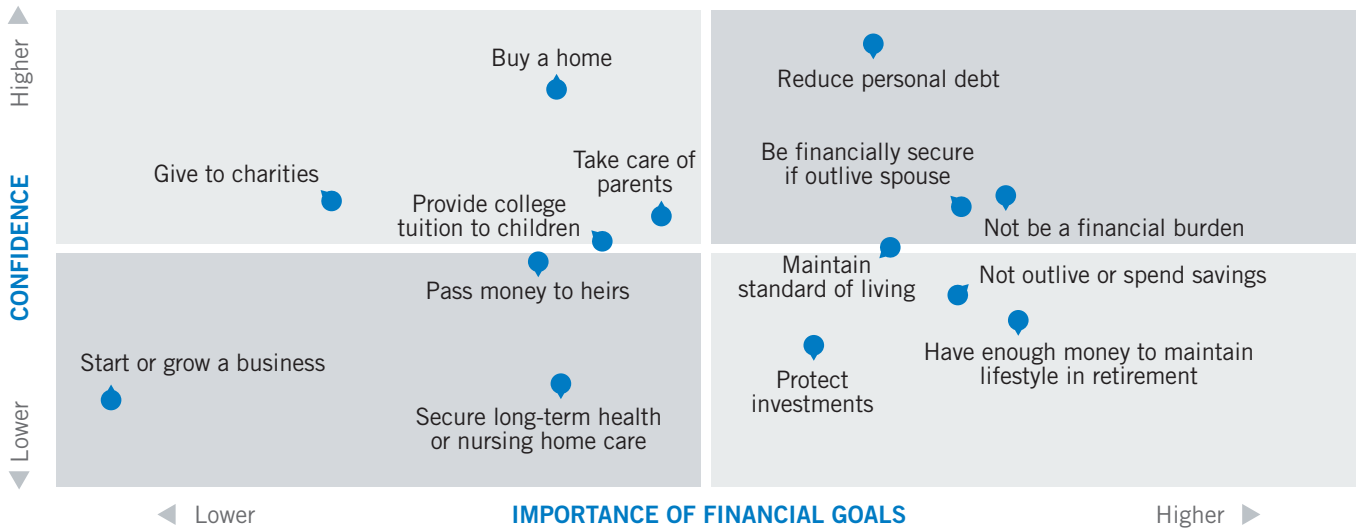 Higher
CONFIDENCE
Lower
Buy a home
Reduce personal debt
Give to charities
Take care of
parents
Be financially secure
if outlive spouse
Provide college
tuition to children
Not be a financial burden
Pass money to heirs
Maintain
standard of living
Not outlive or spend savings
Start or grow a business
Have enough money to maintain
lifestyle in retirement
Protect
investments
Secure long-term health
or nursing home care
Lower
IMPORTANCE OF FINANCIAL GOALS
Higher